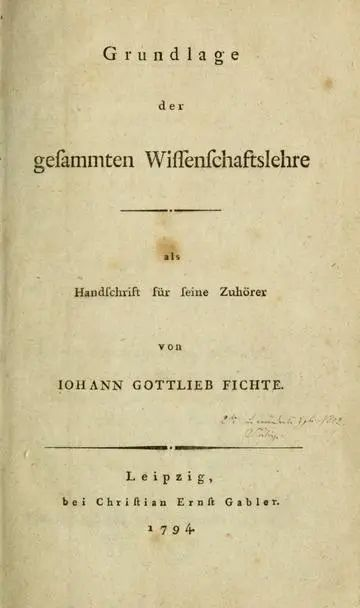 Grundlage
der
geſammten Wiſſenſchaftslehre
als
Handſchrift für ſeine Zuhörer
von
IOHANN GOTTLIEB FICHTE.
Leipzig,
bei Chriſtian Ernſt Gabler.
1794